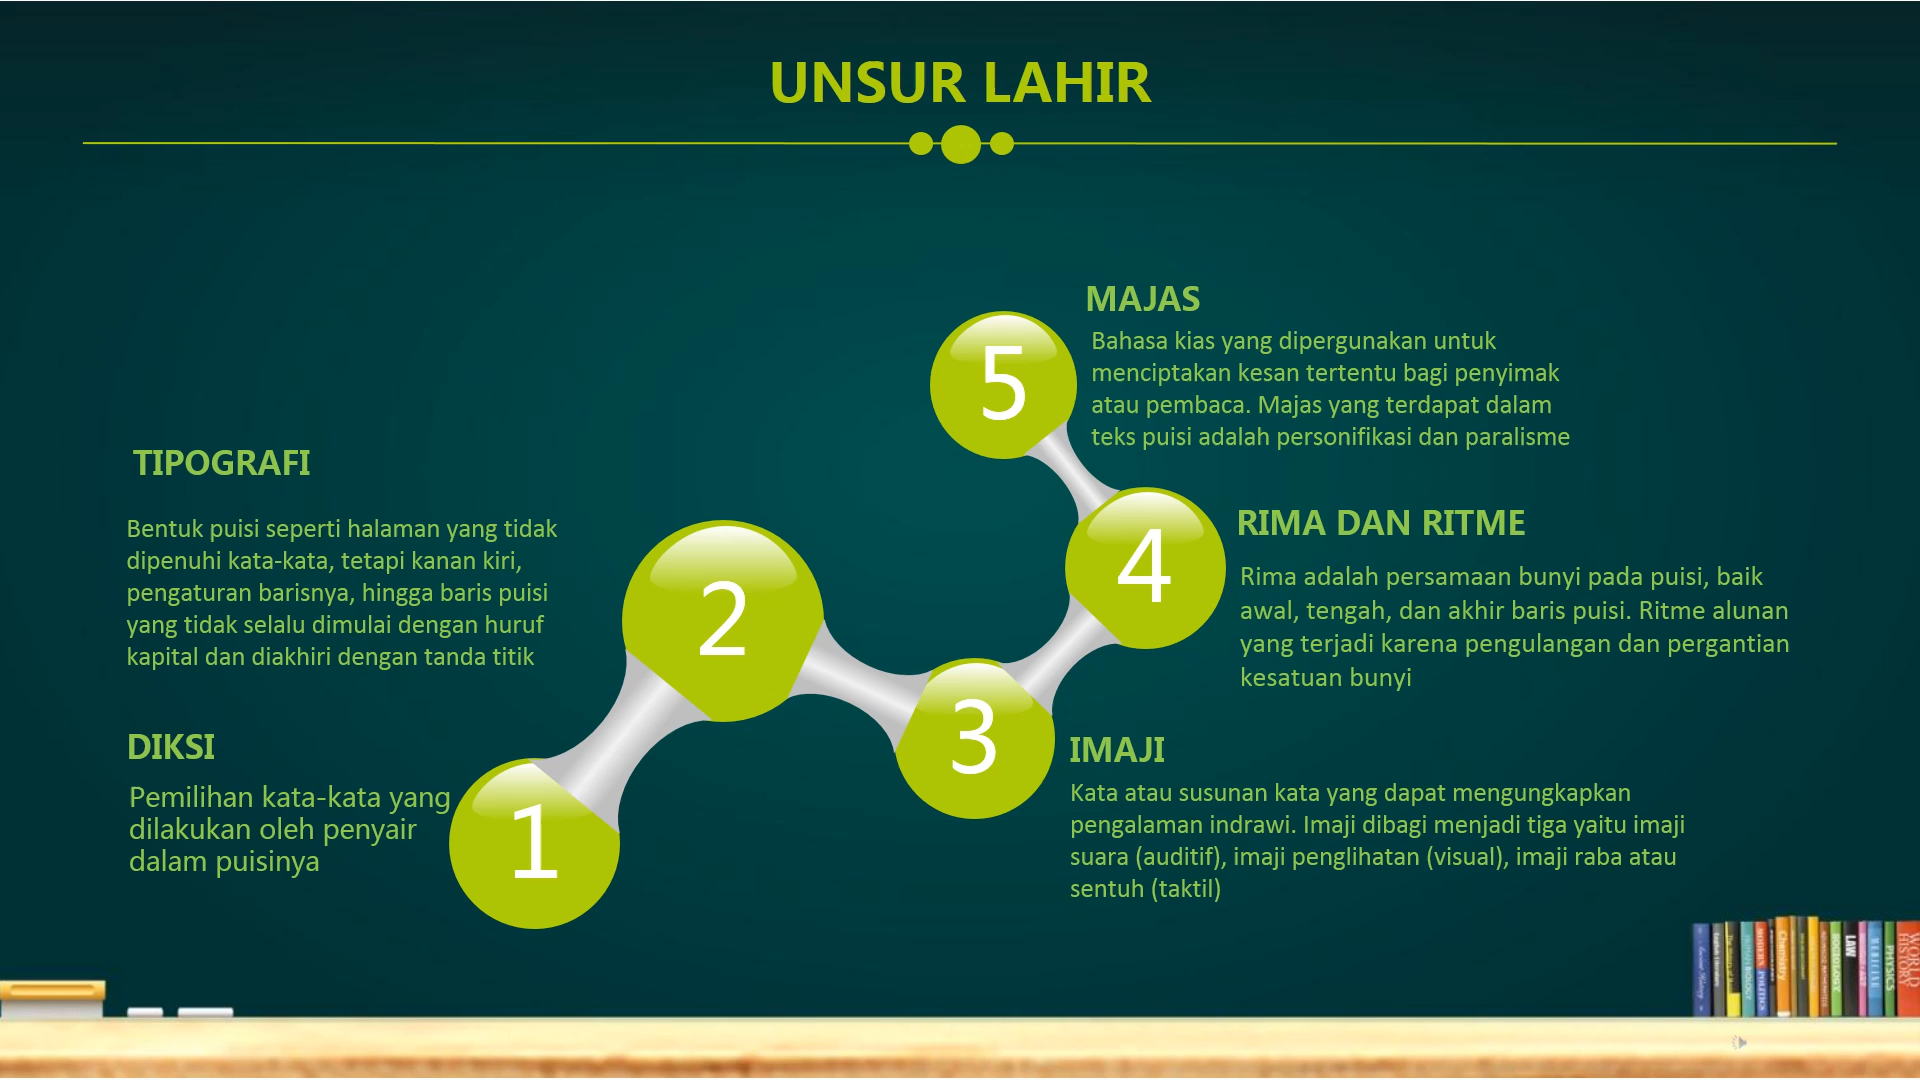 UNSUR LAHIR
MAJAS
Bahasa kias yang dipergunakan untuk
menciptakan kesan tertentu bagi penyimak
atau pembaca. Majas yang terdapat dalam
teks puisi adalah personifikasi dan paralisme
5
TIPOGRAFI
Bentuk puisi seperti halaman yang tidak
dipenuhi kata-kata, tetapi kanan kiri,
pengaturan barisnya, hingga baris puisi
yang tidak selalu dimulai dengan huruf
kapital dan diakhiri dengan tanda titik
2
4
RIMA DAN RITME
Rima adalah persamaan bunyi pada puisi, baik
awal, tengah, dan akhir baris puisi. Ritme alunan
yang terjadi karena pengulangan dan pergantian
kesatuan bunyi
DIKSI
Pemilihan kata-kata yang
dilakukan oleh penyair
dalam puisinya
1
3
IMAJI
Kata atau susunan kata yang dapat mengungkapkan
pengalaman indrawi. Imaji dibagi menjadi tiga yaitu imaji
suara (auditif), imaji penglihatan (visual), imaji raba atau
sentuh (taktil)
Chemistry
SOCIOLOGY
LAW
PHYSICS
WORLD
HISTORY